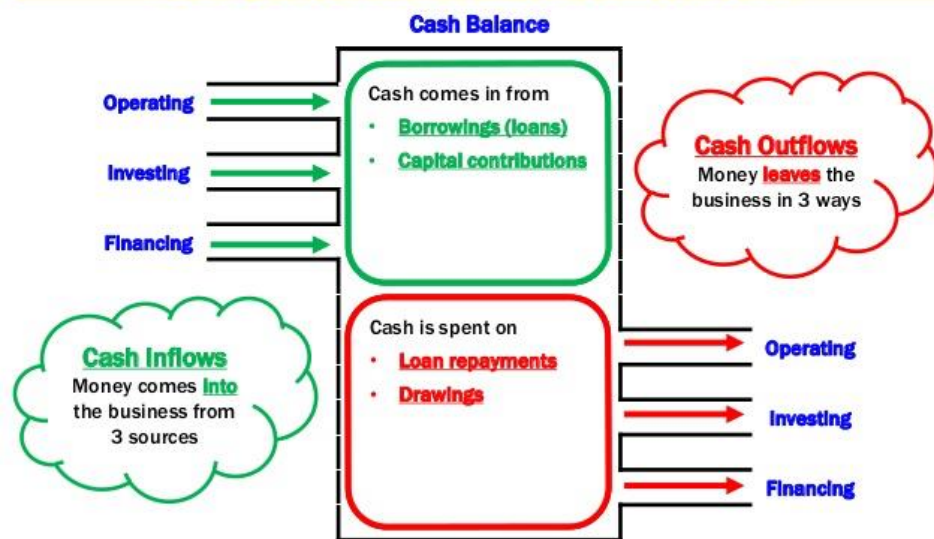 Cash Balance
Operating
Investing
Financing
Cash comes in from
• Borrowings (loans)
• Capital contributions
Cash Outflows
Money leaves the
business in 3 ways
Cash Inflows
Money comes into
the business from
3 sources
Cash is spent on
• Loan repayments
• Drawings
Operating
Investing
Financing